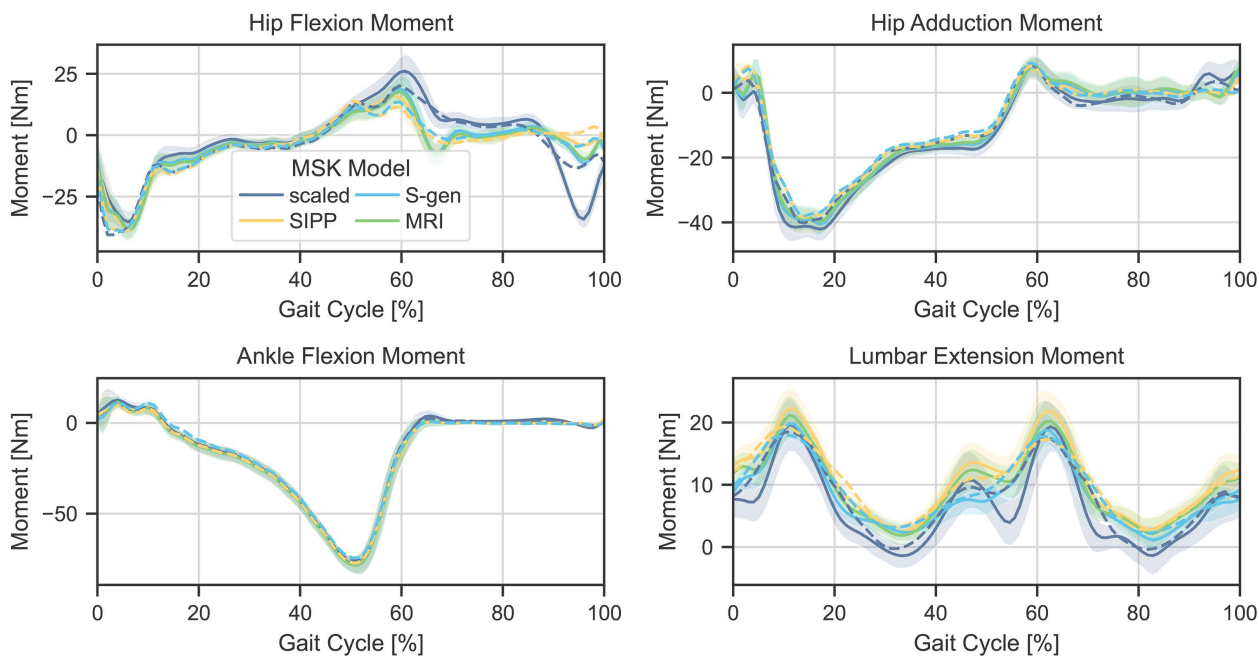 Hip Flexion Moment
Moment [Nm]
25
0
−25
MSK Model
scaled
S-gen
SIPP
MRI
0 20 40 60 80 100
Gait Cycle [%]
Hip Adduction Moment
Moment [Nm]
0
−20
−40
0 20 40 60 80 100
Gait Cycle [%]
Ankle Flexion Moment
Moment [Nm]
0
−50
0 20 40 60 80 100
Gait Cycle [%]
Lumbar Extension Moment
Moment [Nm]
20
10
0
0 20 40 60 80 100
Gait Cycle [%]